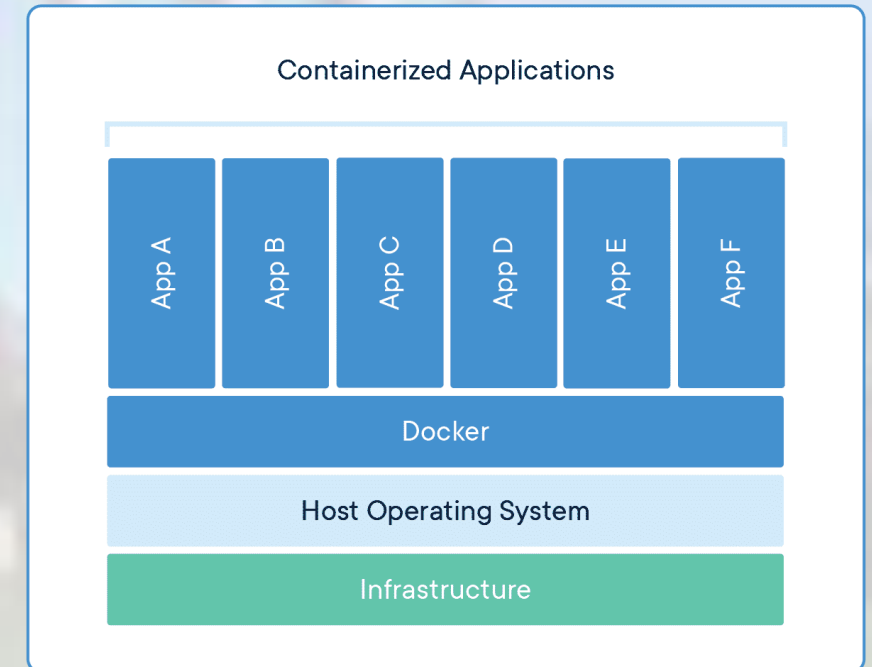 Containerized Applications
App A
App B
App C
App D
App E
App F
Docker
Host Operating System
Infrastructure